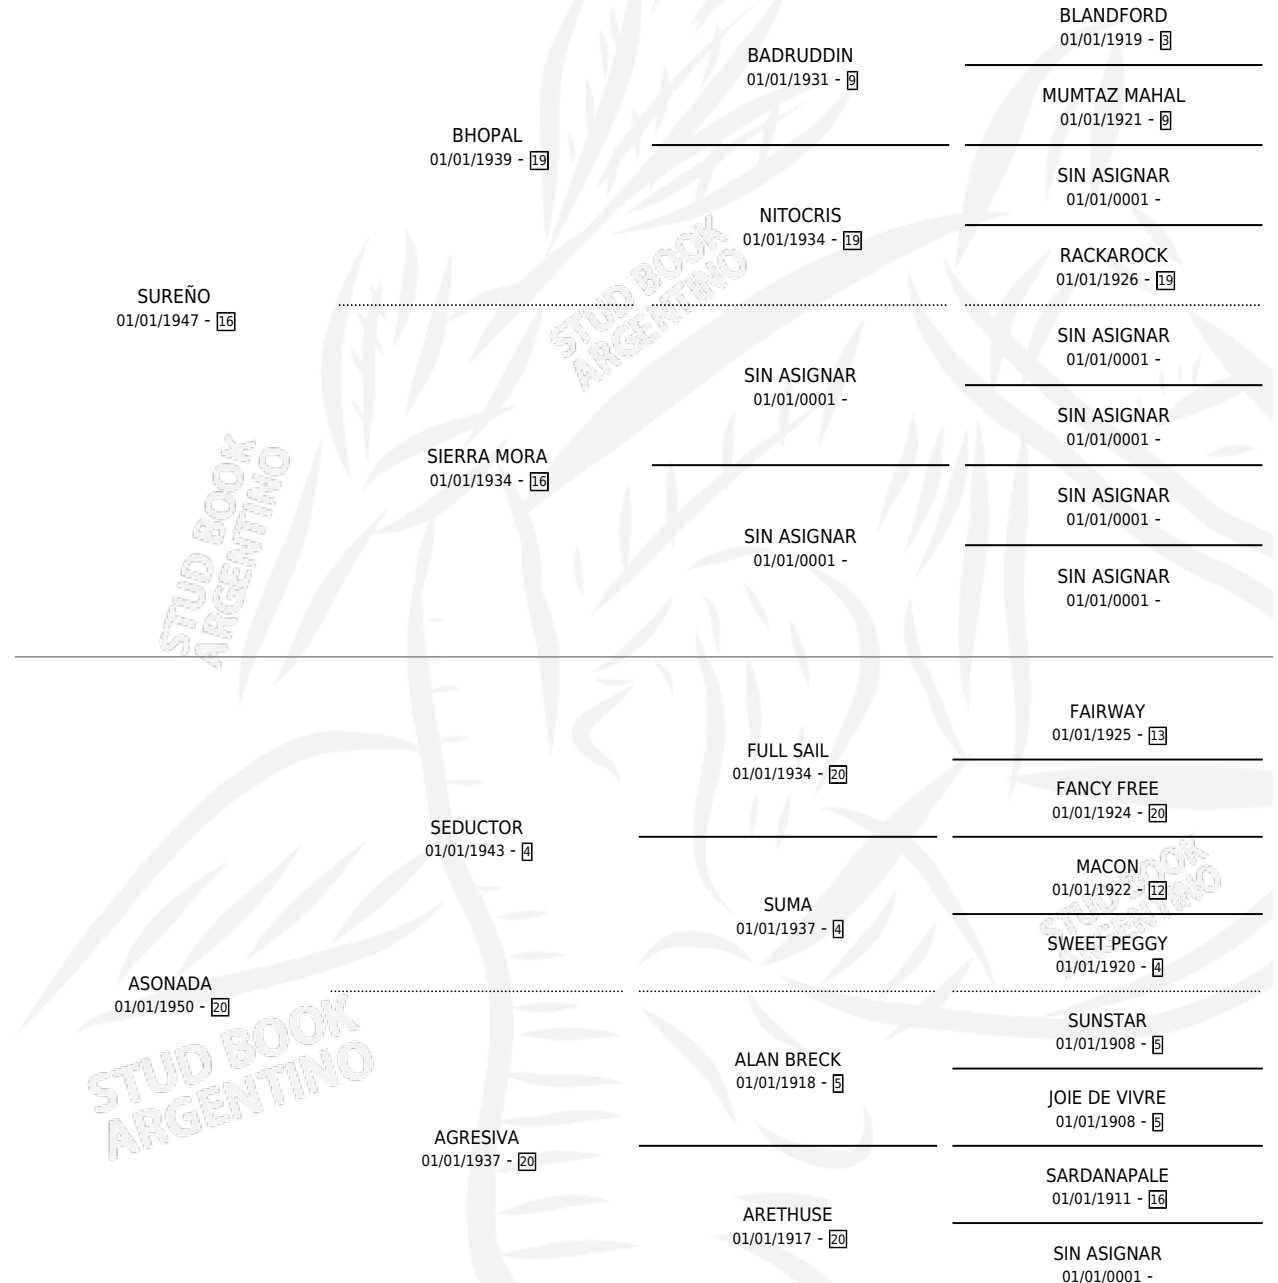 BLANDFORD
01/01/1919 - 3
BADRUDDIN
01/01/1931 - 9
MUMTAZ MAHAL
01/01/1921 - 9
BHOPAL
01/01/1939 - 19
SIN ASIGNAR
01/01/0001 -
NITOCRIS
01/01/1934 - 19
RACKAROCK
01/01/1926 - 19
SUREÑO
01/01/1947 - 16
SIN ASIGNAR
01/01/0001 -
SIN ASIGNAR
01/01/0001 -
SIN ASIGNAR
01/01/0001 -
SIERRA MORA
01/01/1934 - 16
SIN ASIGNAR
01/01/0001 -
SIN ASIGNAR
01/01/0001 -
SIN ASIGNAR
01/01/0001 -
STUD BOOK
ARGENTINO
STUD BOOK
ARGENTINO
FAIRWAY
01/01/1925 - 13
FULL SAIL
01/01/1934 - 20
FANCY FREE
01/01/1924 - 20
SEDUCTOR
01/01/1943 - 4
MACON
01/01/1922 - 12
SUMA
01/01/1937 - 4
SWEET PEGGY
01/01/1920 - 4
STUD BOOK
ARGENTINO
ASONADA
01/01/1950 - 20
SUNSTAR
01/01/1908 - 5
ALAN BRECK
01/01/1918 - 5
JOIE DE VIVRE
01/01/1908 - 5
STUD BOOK
ARGENTINO
AGRESIVA
01/01/1937 - 20
SARDANAPALE
01/01/1911 - 16
ARETHUSE
01/01/1917 - 20
SIN ASIGNAR
01/01/0001 -